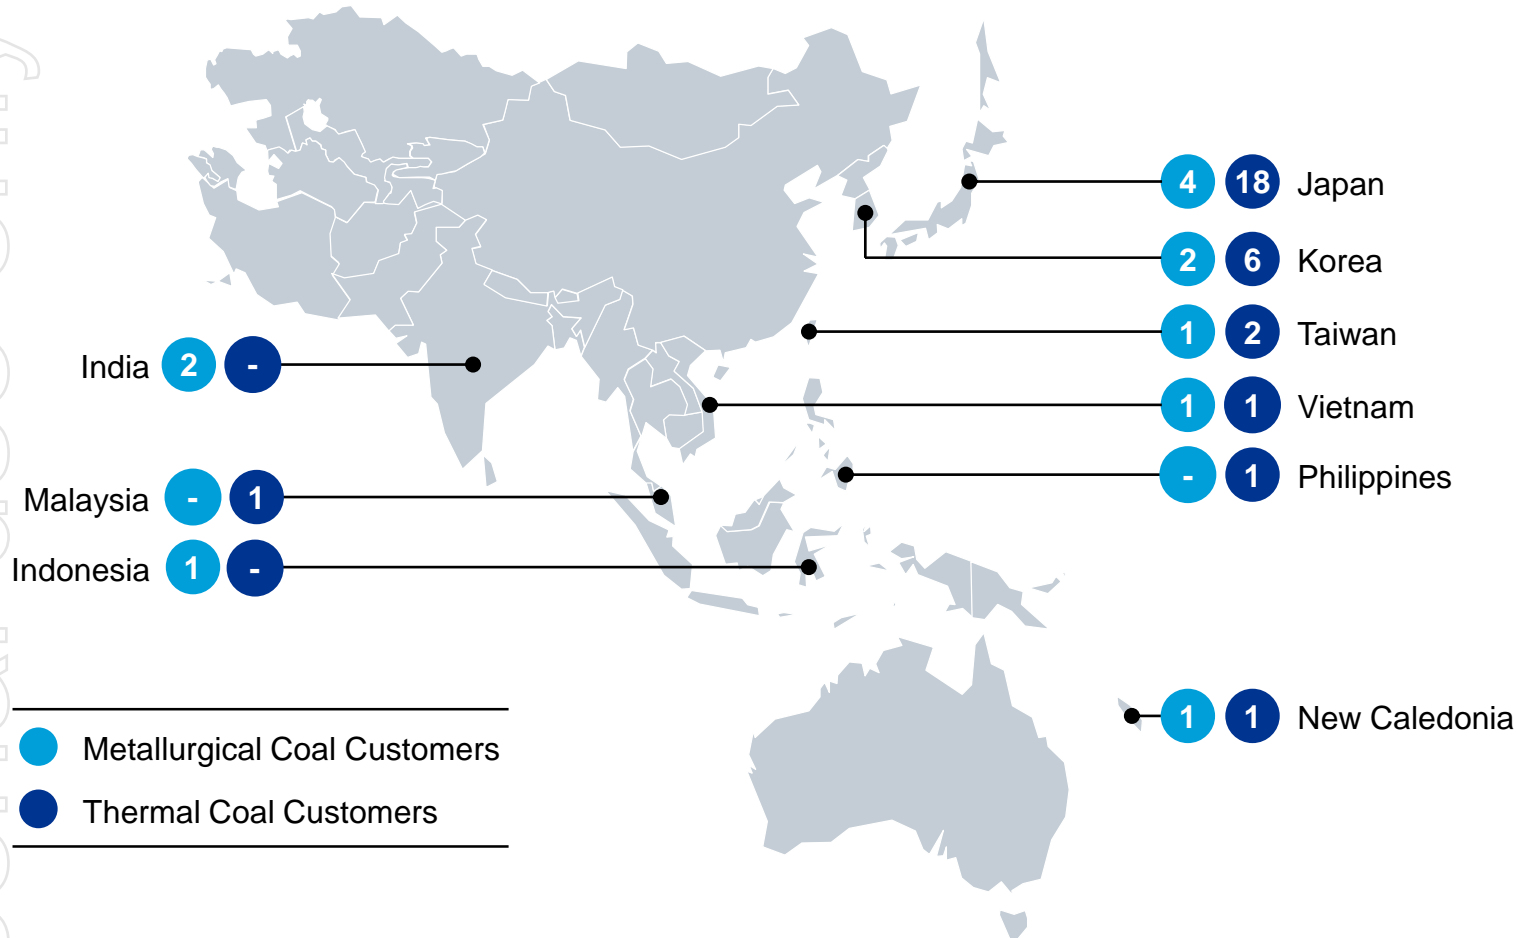 4 18 Japan
2 6 Korea
1 2 Taiwan
India 2 -
1 1 Vietnam
- 1 Philippines
Malaysia - 1
Indonesia 1 -
1 1 New Caledonia
Metallurgical Coal Customers
Thermal Coal Customers